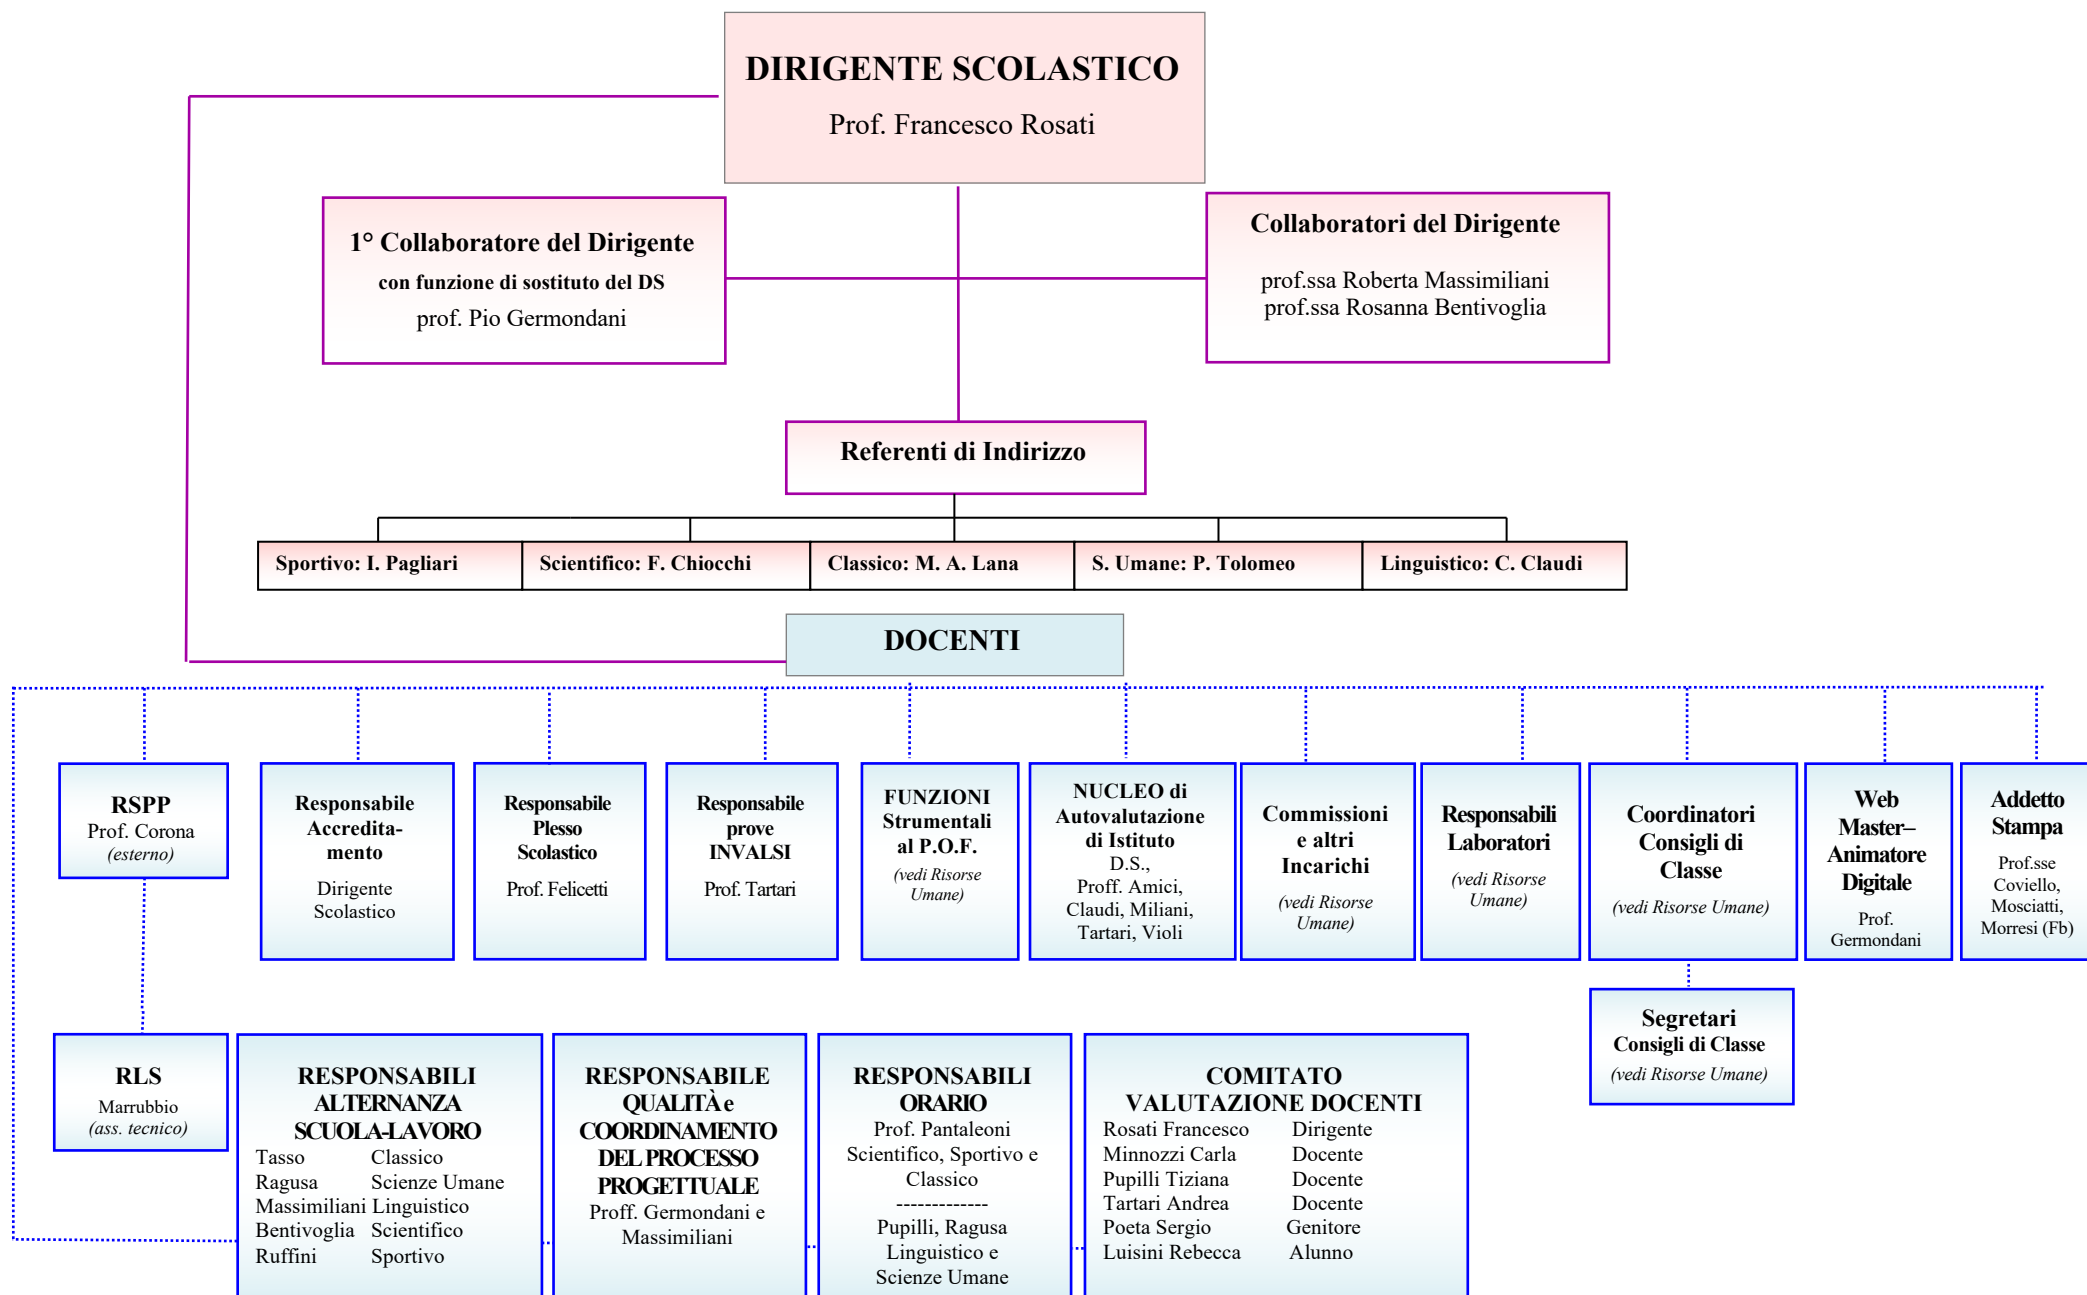 DIRIGENTE SCOLASTICO
Prof. Francesco Rosati
1° Collaboratore del Dirigente
con funzione di sostituto del DS
prof. Pio Germondani
Collaboratori del Dirigente
prof.ssa Roberta Massimiliani
prof.ssa Rosanna Bentivoglia
Referenti di Indirizzo
Sportivo: I. Pagliari
Scientifico: F. Chiocchi
Classico: M. A. Lana
S. Umane: P. Tolomeo
Linguistico: C. Claudi
DOCENTI
RSPP
Prof. Corona
(esterno)
Responsabile
Accredita-
mento
Dirigente
Scolastico
Responsabile
Plesso
Scolastico
Prof. Felicetti
Responsabile
prove
INVALSI
Prof. Tartari
FUNZIONI
Strumentali
al P.O.F.
(vedi Risorse
Umane)
NUCLEO di
Autovalutazione
di Istituto
D.S.,
Proff. Amici,
Claudi, Miliani,
Tartari, Violi
Commissioni
e altri
Incarichi
(vedi Risorse
Umane)
Responsabili
Laboratori
(vedi Risorse
Umane)
Coordinatori
Consigli di
Classe
(vedi Risorse Umane)
Web
Master–
Animatore
Digitale
Prof.
Germondani
Addetto
Stampa
Prof.sse
Coviello,
Mosciatti,
Morresi (Fb)
Segretari
Consigli di Classe
(vedi Risorse Umane)
RLS
Marrubbio
(ass. tecnico)
RESPONSABILI
ALTERNANZA
SCUOLA-LAVORO
Tasso Classico
Ragusa Scienze Umane
Massimiliani Linguistico
Bentivoglia Scientifico
Ruffini Sportivo
RESPONSABILE
QUALITÀ e
COORDINAMENTO
DEL PROCESSO
PROGETTUALE
Proff. Germondani e
Massimiliani
RESPONSABILI
ORARIO
Prof. Pantaleoni
Scientifico, Sportivo e
Classico
-------------
Pupilli, Ragusa
Linguistico e
Scienze Umane
COMITATO
VALUTAZIONE DOCENTI
Rosati Francesco Dirigente
Minnozzi Carla Docente
Pupilli Tiziana Docente
Tartari Andrea Docente
Poeta Sergio Genitore
Luisini Rebecca Alunno